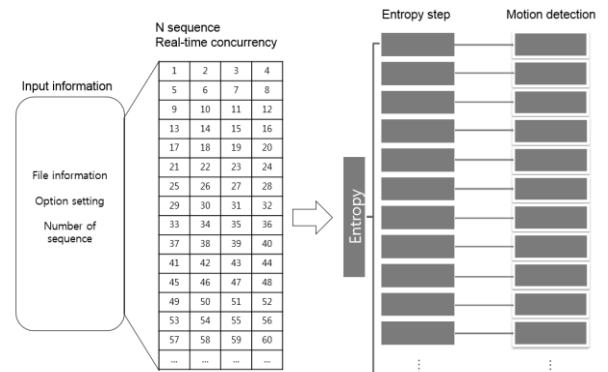 Input information
File information
Option setting
Number of
sequence
N sequence
Real-time concurrency
1 2 3 4
5 6 7 8
9 10 11 12
13 14 15 16
17 18 19 20
21 22 23 24
25 26 27 28
29 30 31 32
33 34 35 36
37 38 39 40
41 42 43 44
45 46 47 48
49 50 51 52
53 54 55 56
57 58 59 60
... ... ... ...
Entropy
Entropy step
Motion detection